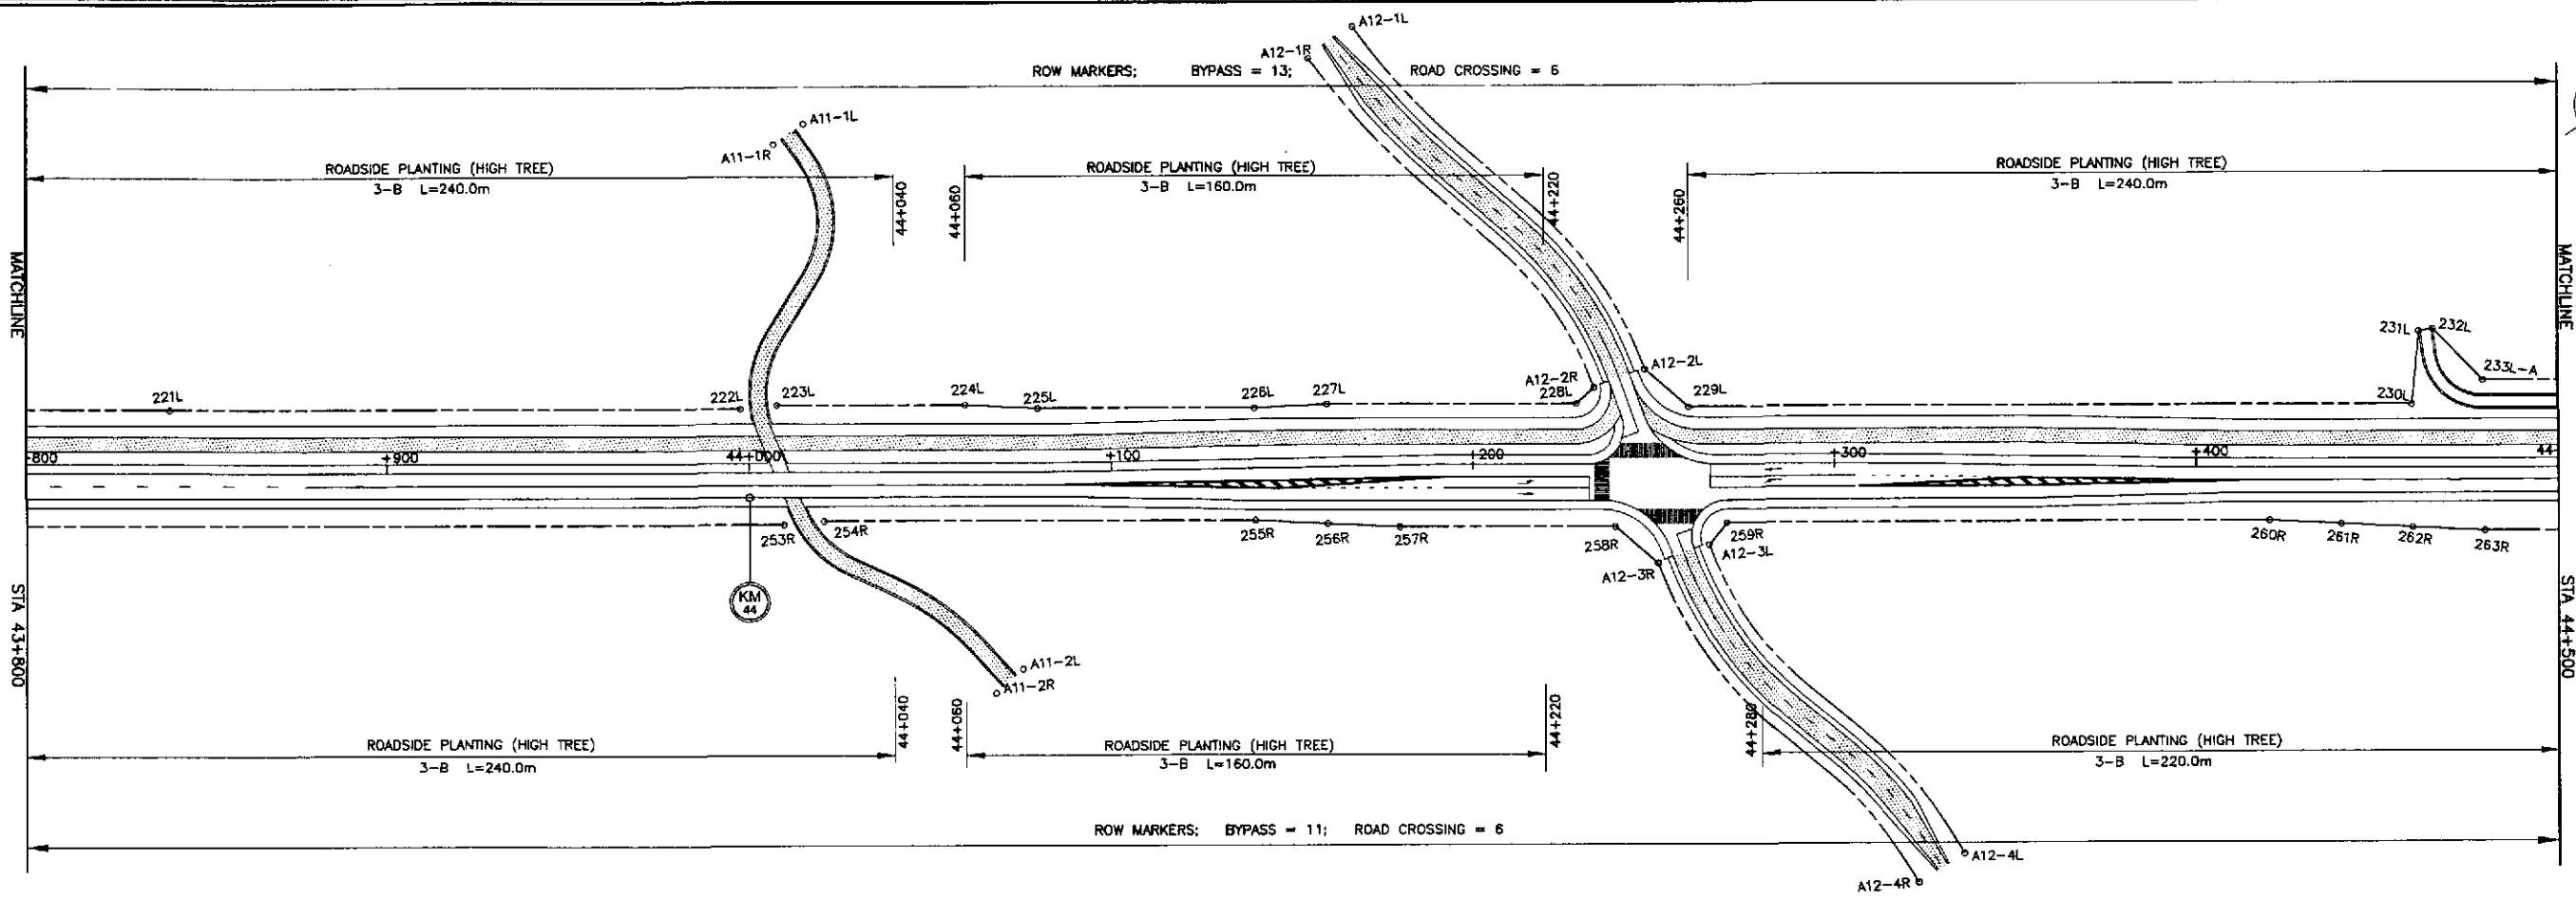 A12-1L
A12-1R
ROW MARKERS; BYPASS = 13; ROAD CROSSING = 6
A11-1L
A11-1R
ROADSIDE PLANTING (HIGH TREE)
3-B L=240.0m
44+040
44+060
ROADSIDE PLANTING (HIGH TREE)
3-B L=160.0m
44+220
44+260
ROADSIDE PLANTING (HIGH TREE)
3-B L=240.0m
MATCHLINE
MATCHLINE
231L
232L
233L-A
A12-2L
A12-2R
221L
222L
223L
224L
225L
226L
227L
228L
229L
230L
+800
+900
44+000
+100
+200
+300
+400
44
253R
254R
255R
256R
257R
258R
259R
A12-3L
260R
261R
262R
263R
A12-3R
KM
44
STA 43+800
STA 44+500
A11-2L
A11-2R
44+040
44+060
44+220
44+280
ROADSIDE PLANTING (HIGH TREE)
3-B L=240.0m
ROADSIDE PLANTING (HIGH TREE)
3-B L=160.0m
ROADSIDE PLANTING (HIGH TREE)
3-B L=220.0m
ROW MARKERS; BYPASS = 11; ROAD CROSSING = 6
A12-4L
A12-4R